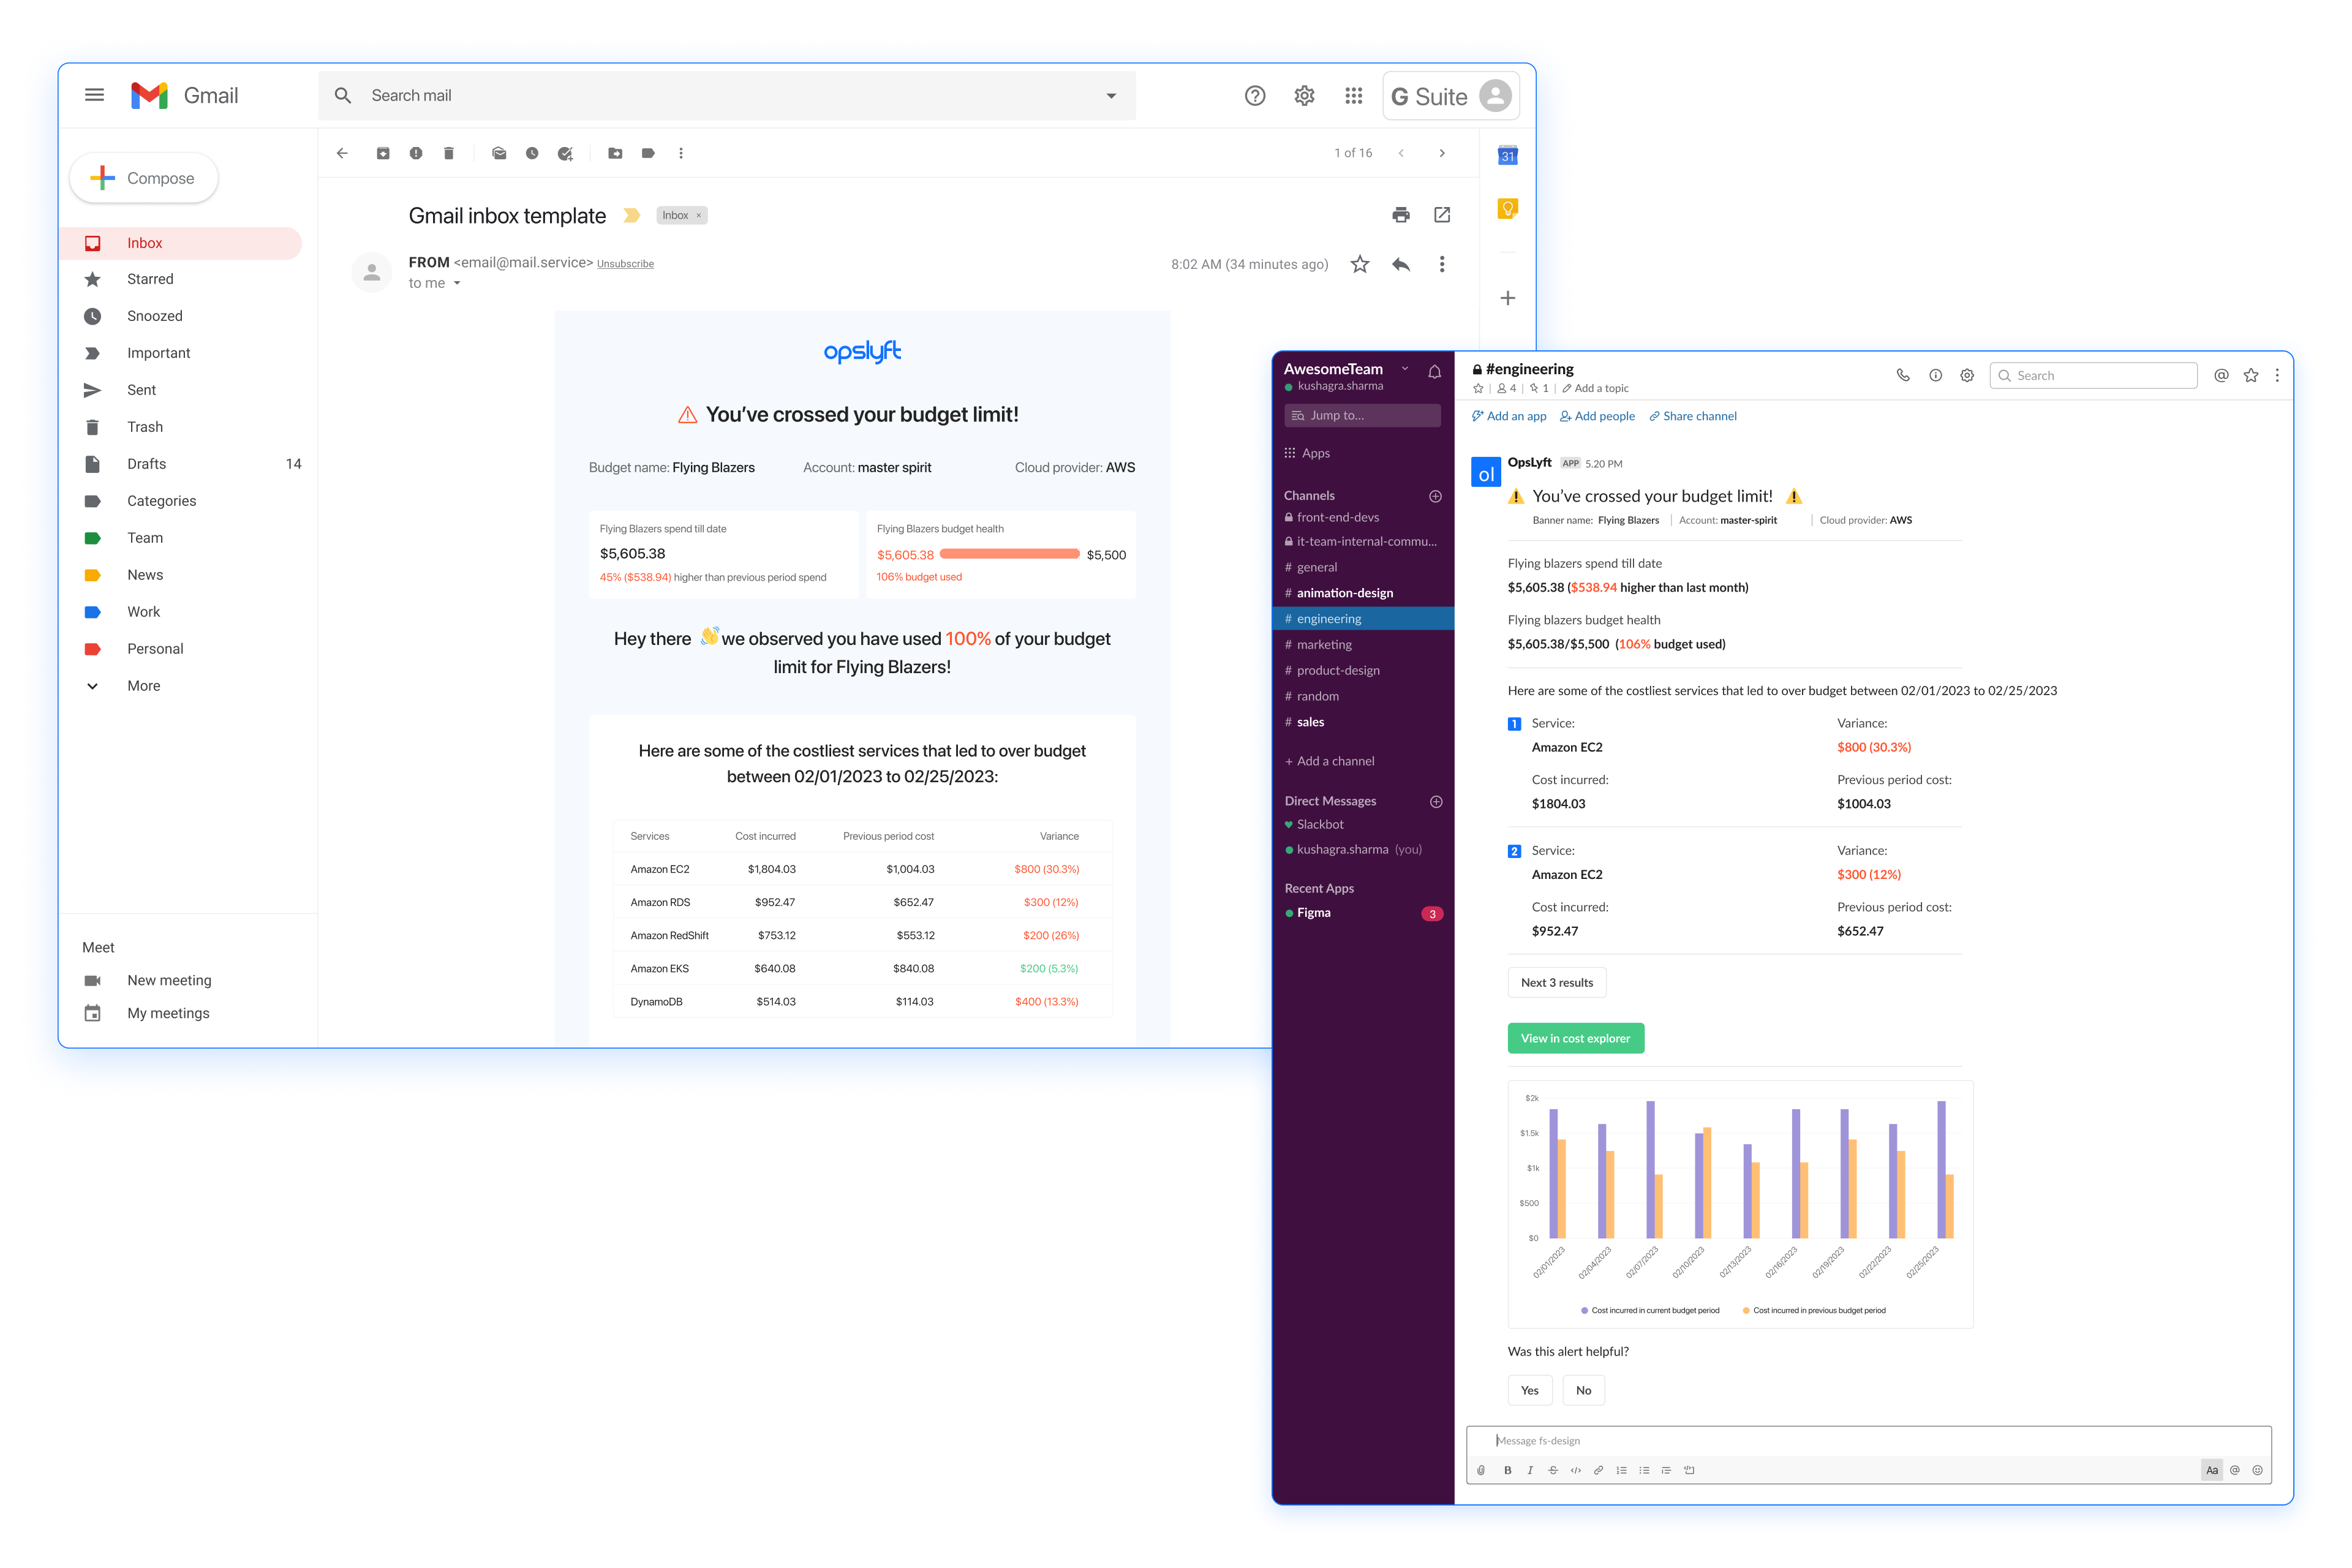 Gmail
Search mail
G Suite
Compose
1 of 16
31
Gmail inbox template
Inbox ×
FROM <email@mail.service> Unsubscribe
8:02 AM (34 minutes ago)
to me
Inbox
Starred
Snoozed
Important
Sent
Trash
Drafts 14
Categories
Team
News
Work
Personal
More
Meet
New meeting
My meetings
opslyft
You've crossed your budget limit!
Budget name: Flying Blazers Account: master spirit Cloud provider: AWS
Flying Blazers spend till date
$5,605.38
45% ($538.94) higher than previous period spend
Flying Blazers budget health
$5,605.38 $5,500
106% budget used
Hey there 👋 we observed you have used 100% of your budget
limit for Flying Blazers!
Here are some of the costliest services that led to over budget
between 02/01/2023 to 02/25/2023:
Services Cost incurred Previous period cost Variance
Amazon EC2 $1,804.03 $1,004.03 $800 (30.3%)
Amazon RDS $952.47 $652.47 $300 (12%)
Amazon RedShift $753.12 $553.12 $200 (26%)
Amazon EKS $640.08 $840.08 $200 (5.3%)
DynamoDB $514.03 $114.03 $400 (13.3%)
AwesomeTeam
kushagra.sharma
Jump to...
Apps
Channels
front-end-devs
it-team-internal-commu...
# general
# animation-design
# engineering
# marketing
# product-design
# random
# sales
+ Add a channel
Direct Messages
Slackbot
kushagra.sharma (you)
Recent Apps
Figma 3
#engineering
4 | 1 | Add a topic
Search
Add an app Add people Share channel
ol
OpsLyft APP 5.20 PM
You've crossed your budget limit!
Banner name: Flying Blazers | Account: master-spirit | Cloud provider: AWS
Flying blazers spend till date
$5,605.38 ($538.94 higher than last month)
Flying blazers budget health
$5,605.38/$5,500 (106% budget used)
Here are some of the costliest services that led to over budget between 02/01/2023 to 02/25/2023
1 Service: Variance:
Amazon EC2 $800 (30.3%)
Cost incurred: Previous period cost:
$1804.03 $1004.03
2 Service: Variance:
Amazon EC2 $300 (12%)
Cost incurred: Previous period cost:
$952.47 $652.47
Next 3 results
View in cost explorer
$2k
$1.5k
$1k
$500
$0
02/01/2023 02/04/2023 02/07/2023 02/10/2023 02/13/2023 02/16/2023 02/19/2023 02/22/2023 02/25/2023
Cost incurred in current budget period Cost incurred in previous budget period
Was this alert helpful?
Yes No
Message fs-design
B I S </> Aa @